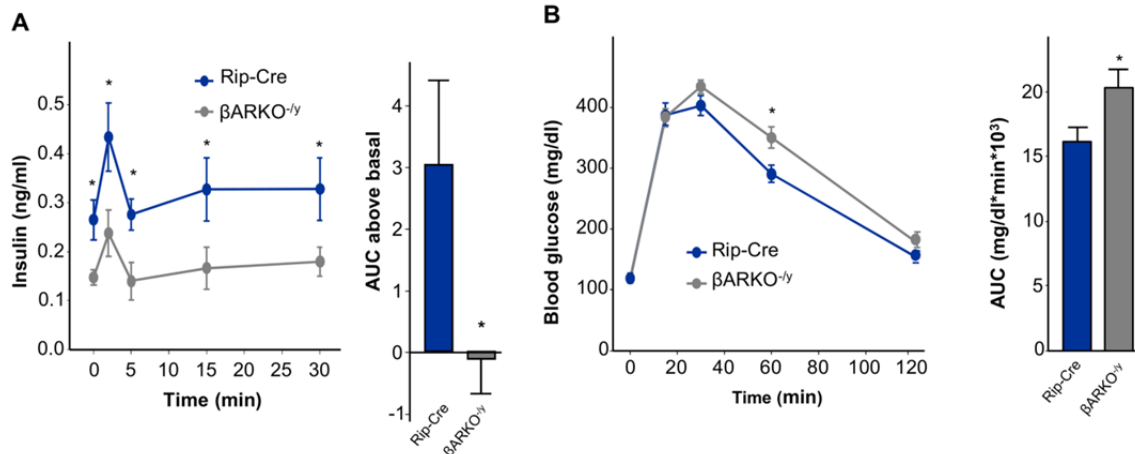 A
Insulin (ng/ml)
0.5
0.4
0.3
0.2
0.1
0.0
0 5 10 15 20 25 30
Time (min)
Rip-Cre
βARKO-/y
*
*
*
*
*
AUC above basal
4
3
2
1
0
-1
*
Rip-Cre
βARKO-/y
B
Blood glucose (mg/dl)
400
300
200
100
0
0 20 40 60 80 100 120
Time (min)
*
Rip-Cre
βARKO-/y
AUC (mg/dl*min*10³)
20
15
10
5
0
*
Rip-Cre
βARKO-/y